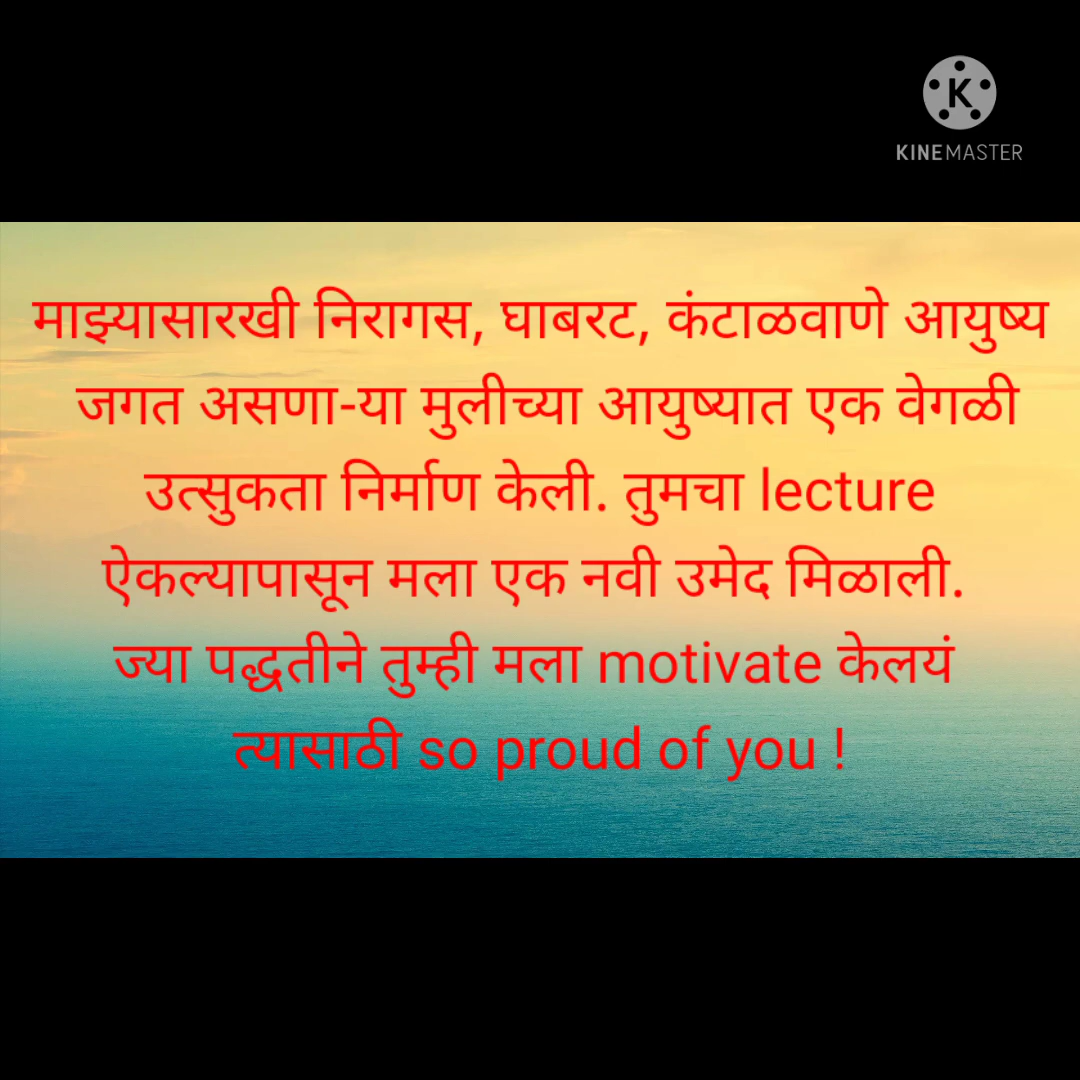 KINEMASTER
माझ्यासारखी निरागस, घाबरट, कंटाळवाणे आयुष्य
जगत असणा-या मुलीच्या आयुष्यात एक वेगळी
उत्सुकता निर्माण केली. तुमचा lecture
ऐकल्यापासून मला एक नवी उमेद मिळाली.
ज्या पद्धतीने तुम्ही मला motivate केलयं
त्यासाठी so proud of you !